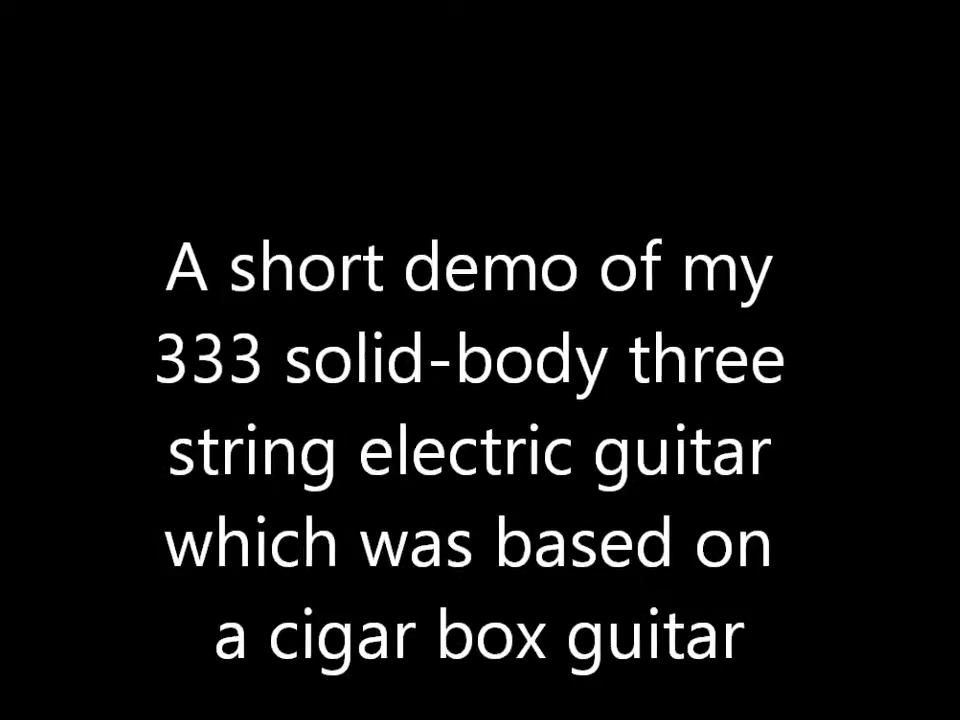 A short demo of my
333 solid-body three
string electric guitar
which was based on
a cigar box guitar